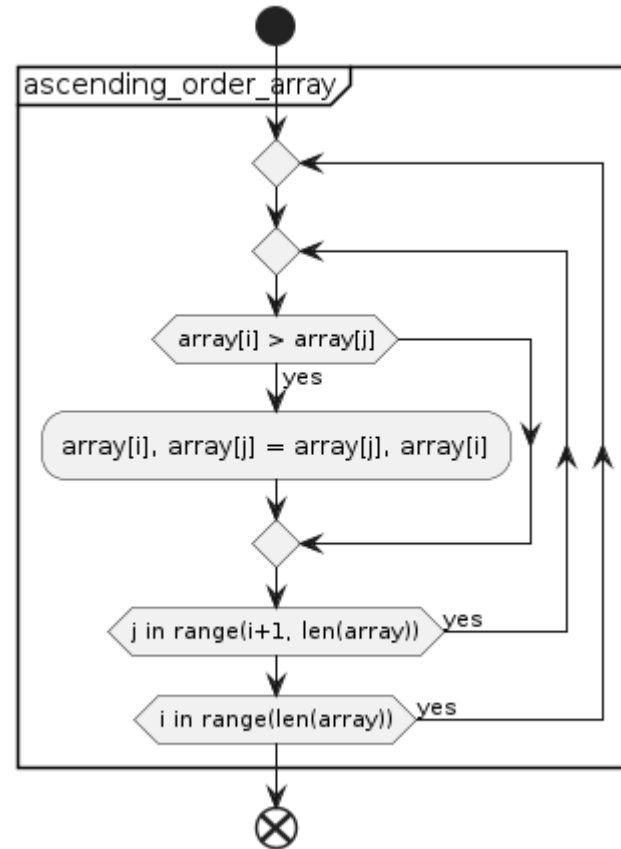 ascending_order_array
array[i] > array[j]
yes
array[i], array[j] = array[j], array[i]
j in range(i+1, len(array))
yes
i in range(len(array))
yes